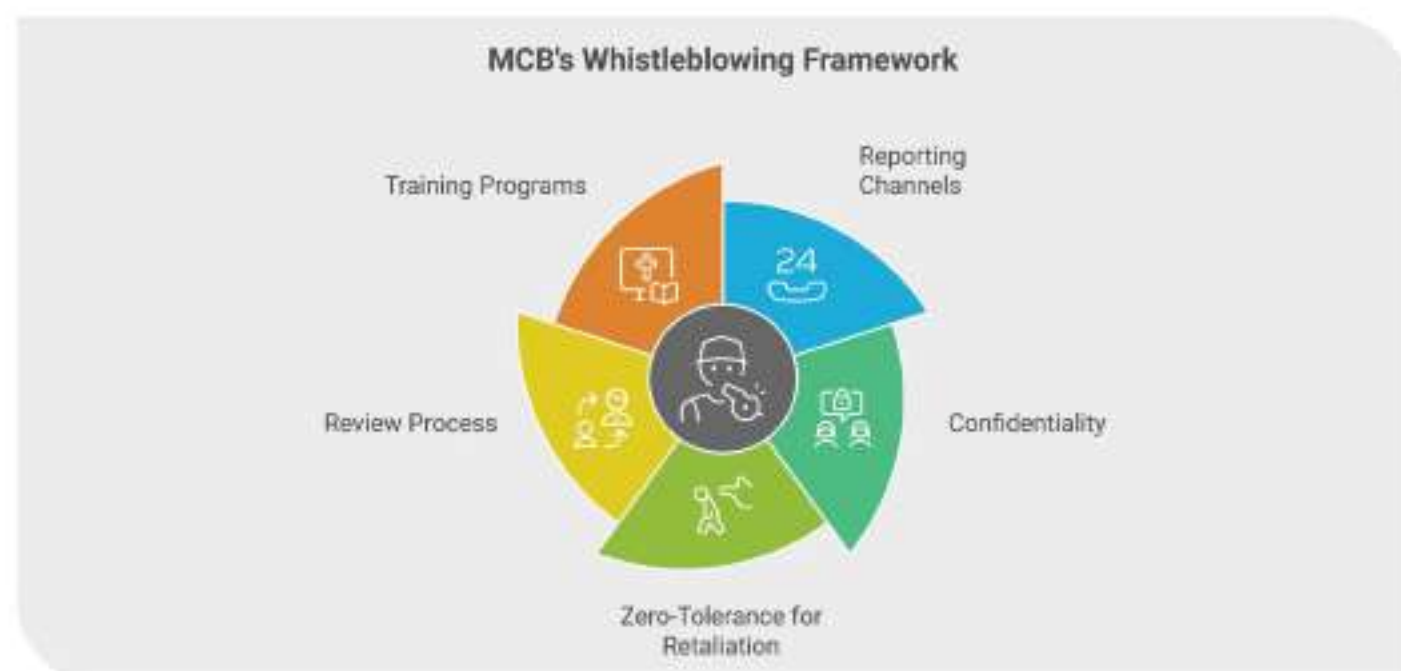 MCB's Whistleblowing Framework
Training Programs
Reporting
Channels
24
Review Process
Confidentiality
Zero-Tolerance for
Retaliation